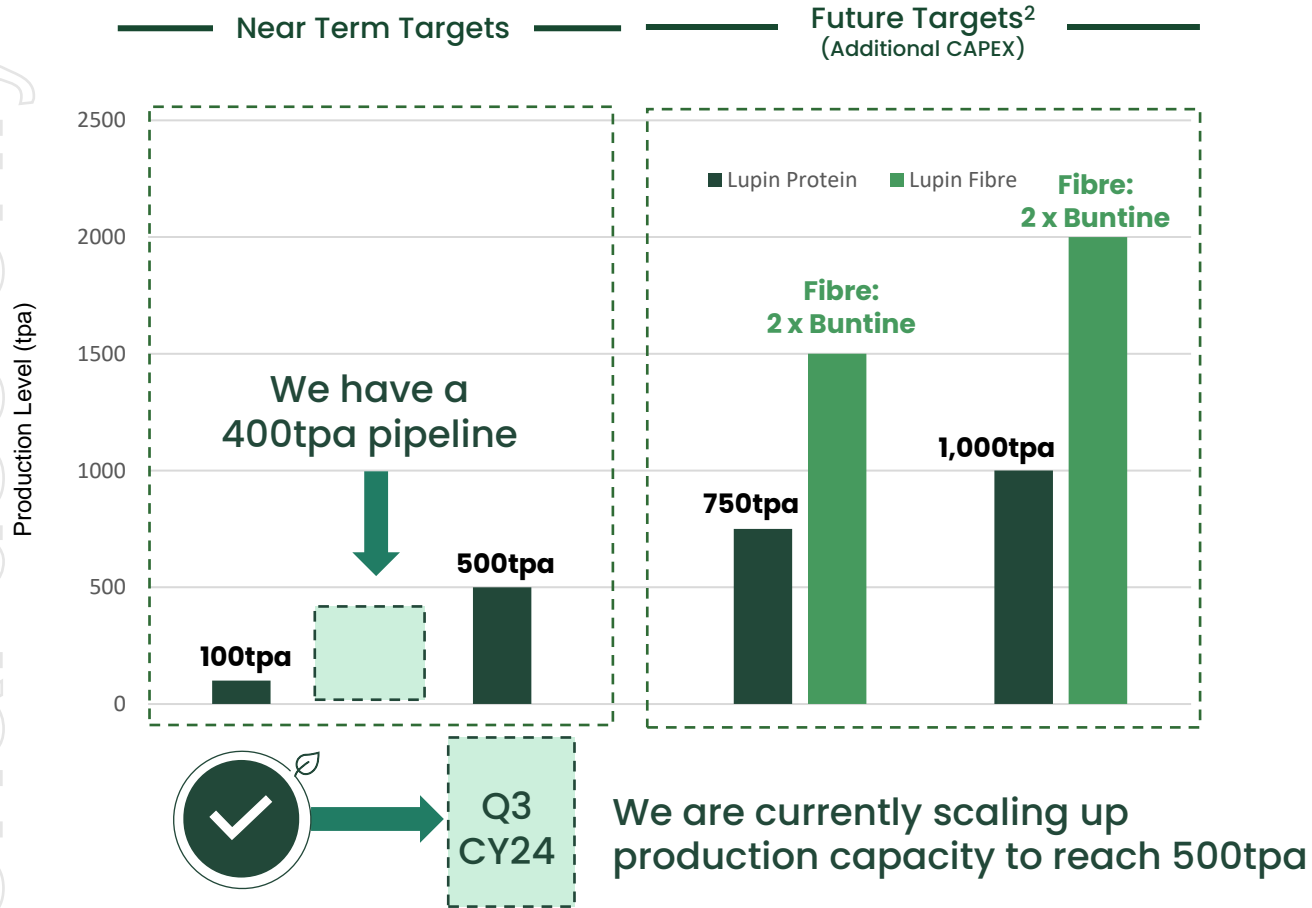 Near Term Targets
Future Targets2
(Additional CAPEX)
2500
2000
1500
1000
500
0
Production Level (tpa)
Lupin Protein
Lupin Fibre
Fibre:
2 x Buntine
Fibre:
2 x Buntine
We have a
400tpa pipeline
1,000tpa
750tpa
500tpa
100tpa
Q3
CY24
We are currently scaling up
production capacity to reach 500tpa